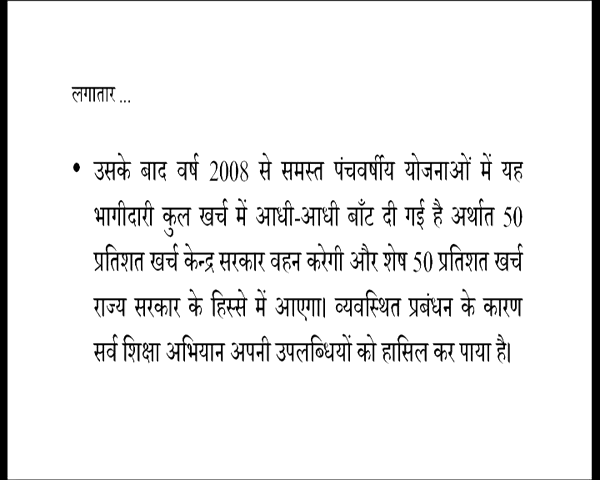 लगातार ...
• उसके बाद वर्ष 2008 से समस्त पंचवर्षीय योजनाओं में यह
भागीदारी कुल खर्च में आधी-आधी बाँट दी गई है अर्थात 50
प्रतिशत खर्च केन्द्र सरकार वहन करेगी और शेष 50 प्रतिशत खर्च
राज्य सरकार के हिस्से में आएगा। व्यवस्थित प्रबंधन के कारण
सर्व शिक्षा अभियान अपनी उपलब्धियों को हासिल कर पाया है।